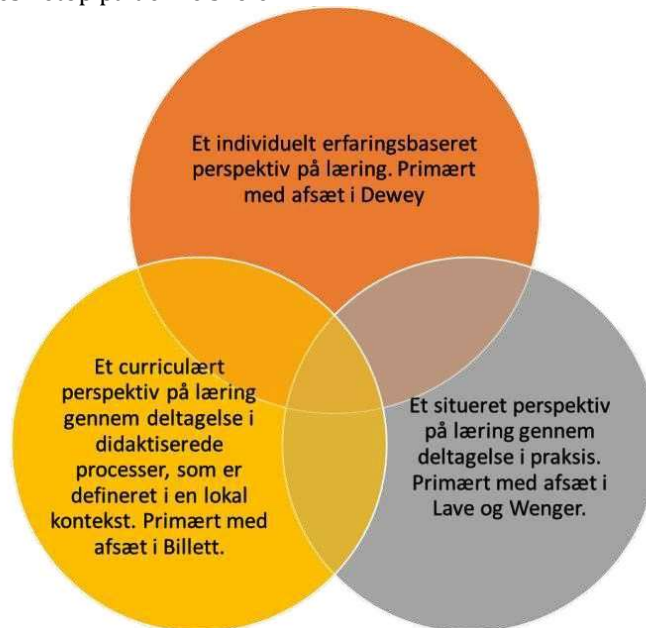 Et individuelt erfaringsbaseret
perspektiv på læring. Primært
med afsæt i Dewey
Et curriculært
perspektiv på læring
gennem deltagelse i
didaktiserede
processer, som er
defineret i en lokal
kontekst. Primært med
afsæt i Billett.
Et situeret perspektiv
på læring gennem
deltagelse i praksis.
Primært med afsæt i
Lave og Wenger.